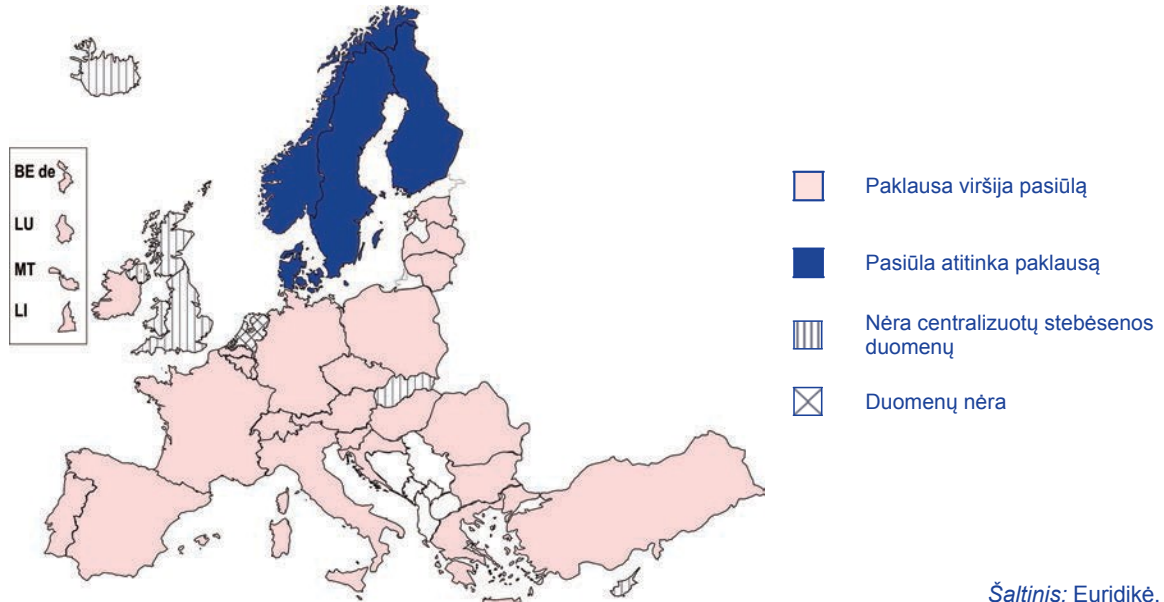 BE de
LU
MT
LI
Paklausa viršija pasiūlą
Pasiūla atitinka paklausą
Nėra centralizuotų stebėsenos
duomenų
Duomenų nėra
Šaltinis: Euridikė.